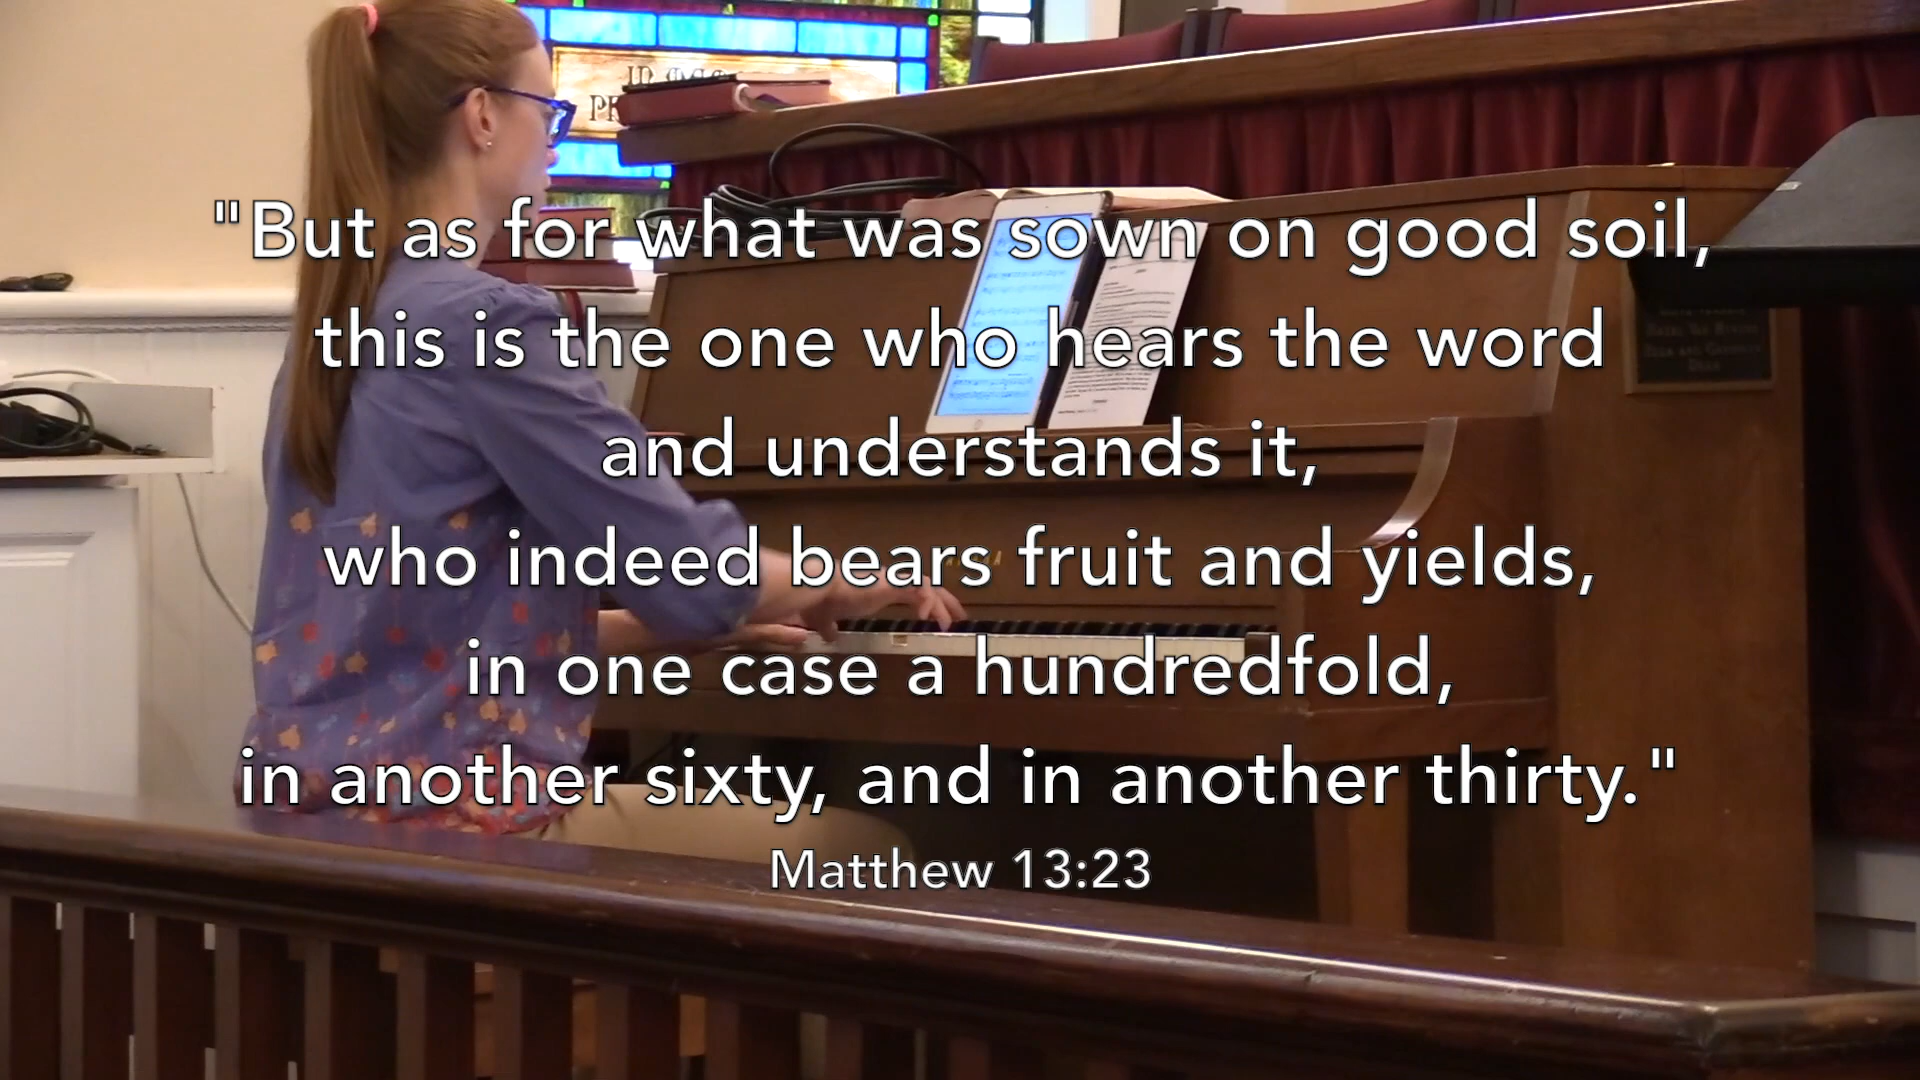 "But as for what was sown on good soil,
this is the one who hears the word
and understands it,
who indeed bears fruit and yields,
in one case a hundredfold,
in another sixty, and in another thirty."
Matthew 13:23